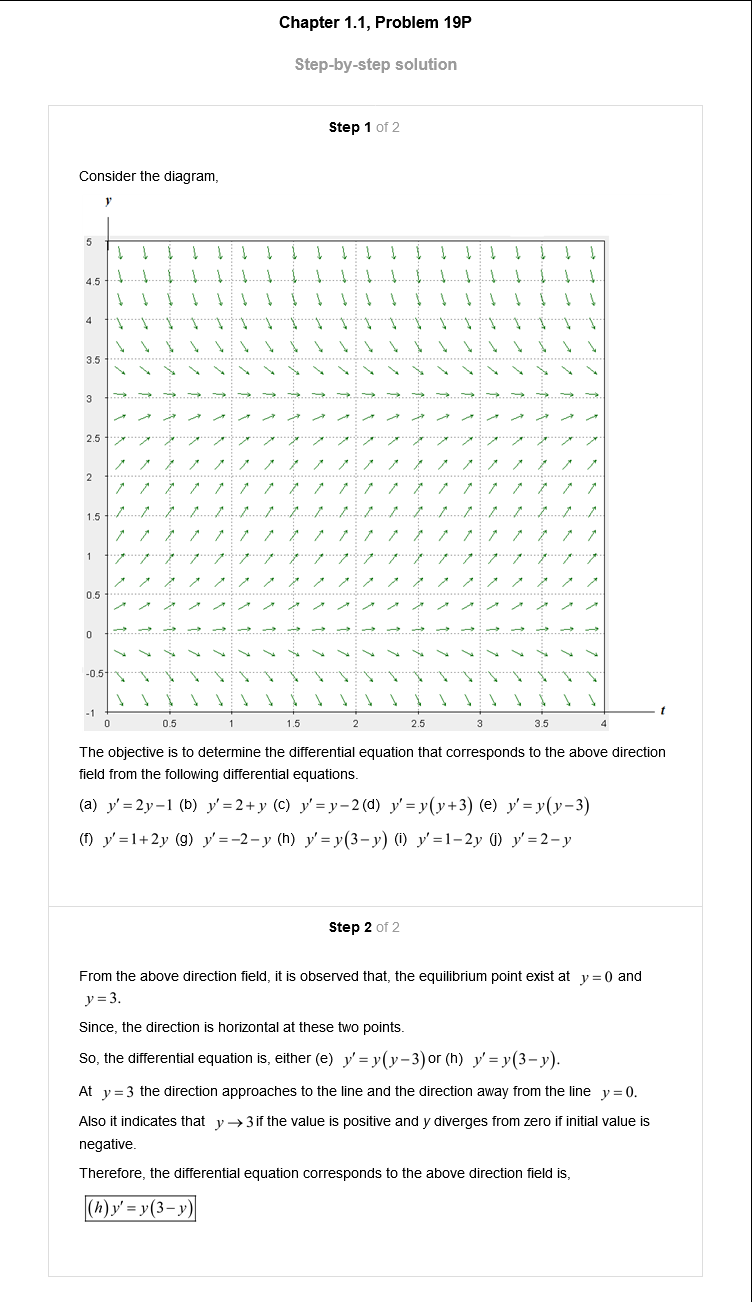 Chapter 1.1, Problem 19P
Step-by-step solution
Step 1 of 2
Consider the diagram,
y
5
4.5
4
3.5
3
2.5
2
1.5
1
0.5
0
-0.5
-1
0 0.5 1 1.5 2 2.5 3 3.5 4
t
The objective is to determine the differential equation that corresponds to the above direction
field from the following differential equations.
(a) y′ = 2y − 1 (b) y′ = 2 + y (c) y′ = y − 2 (d) y′ = y(y + 3) (e) y′ = y(y − 3)
(f) y′ = 1 + 2y (g) y′ = −2 − y (h) y′ = y(3 − y) (i) y′ = 1 − 2y (j) y′ = 2 − y
Step 2 of 2
From the above direction field, it is observed that, the equilibrium point exist at y = 0 and
y = 3.
Since, the direction is horizontal at these two points.
So, the differential equation is, either (e) y′ = y(y − 3) or (h) y′ = y(3 − y).
At y = 3 the direction approaches to the line and the direction away from the line y = 0.
Also it indicates that y → 3 if the value is positive and y diverges from zero if initial value is
negative.
Therefore, the differential equation corresponds to the above direction field is,
(h) y′ = y(3 − y)